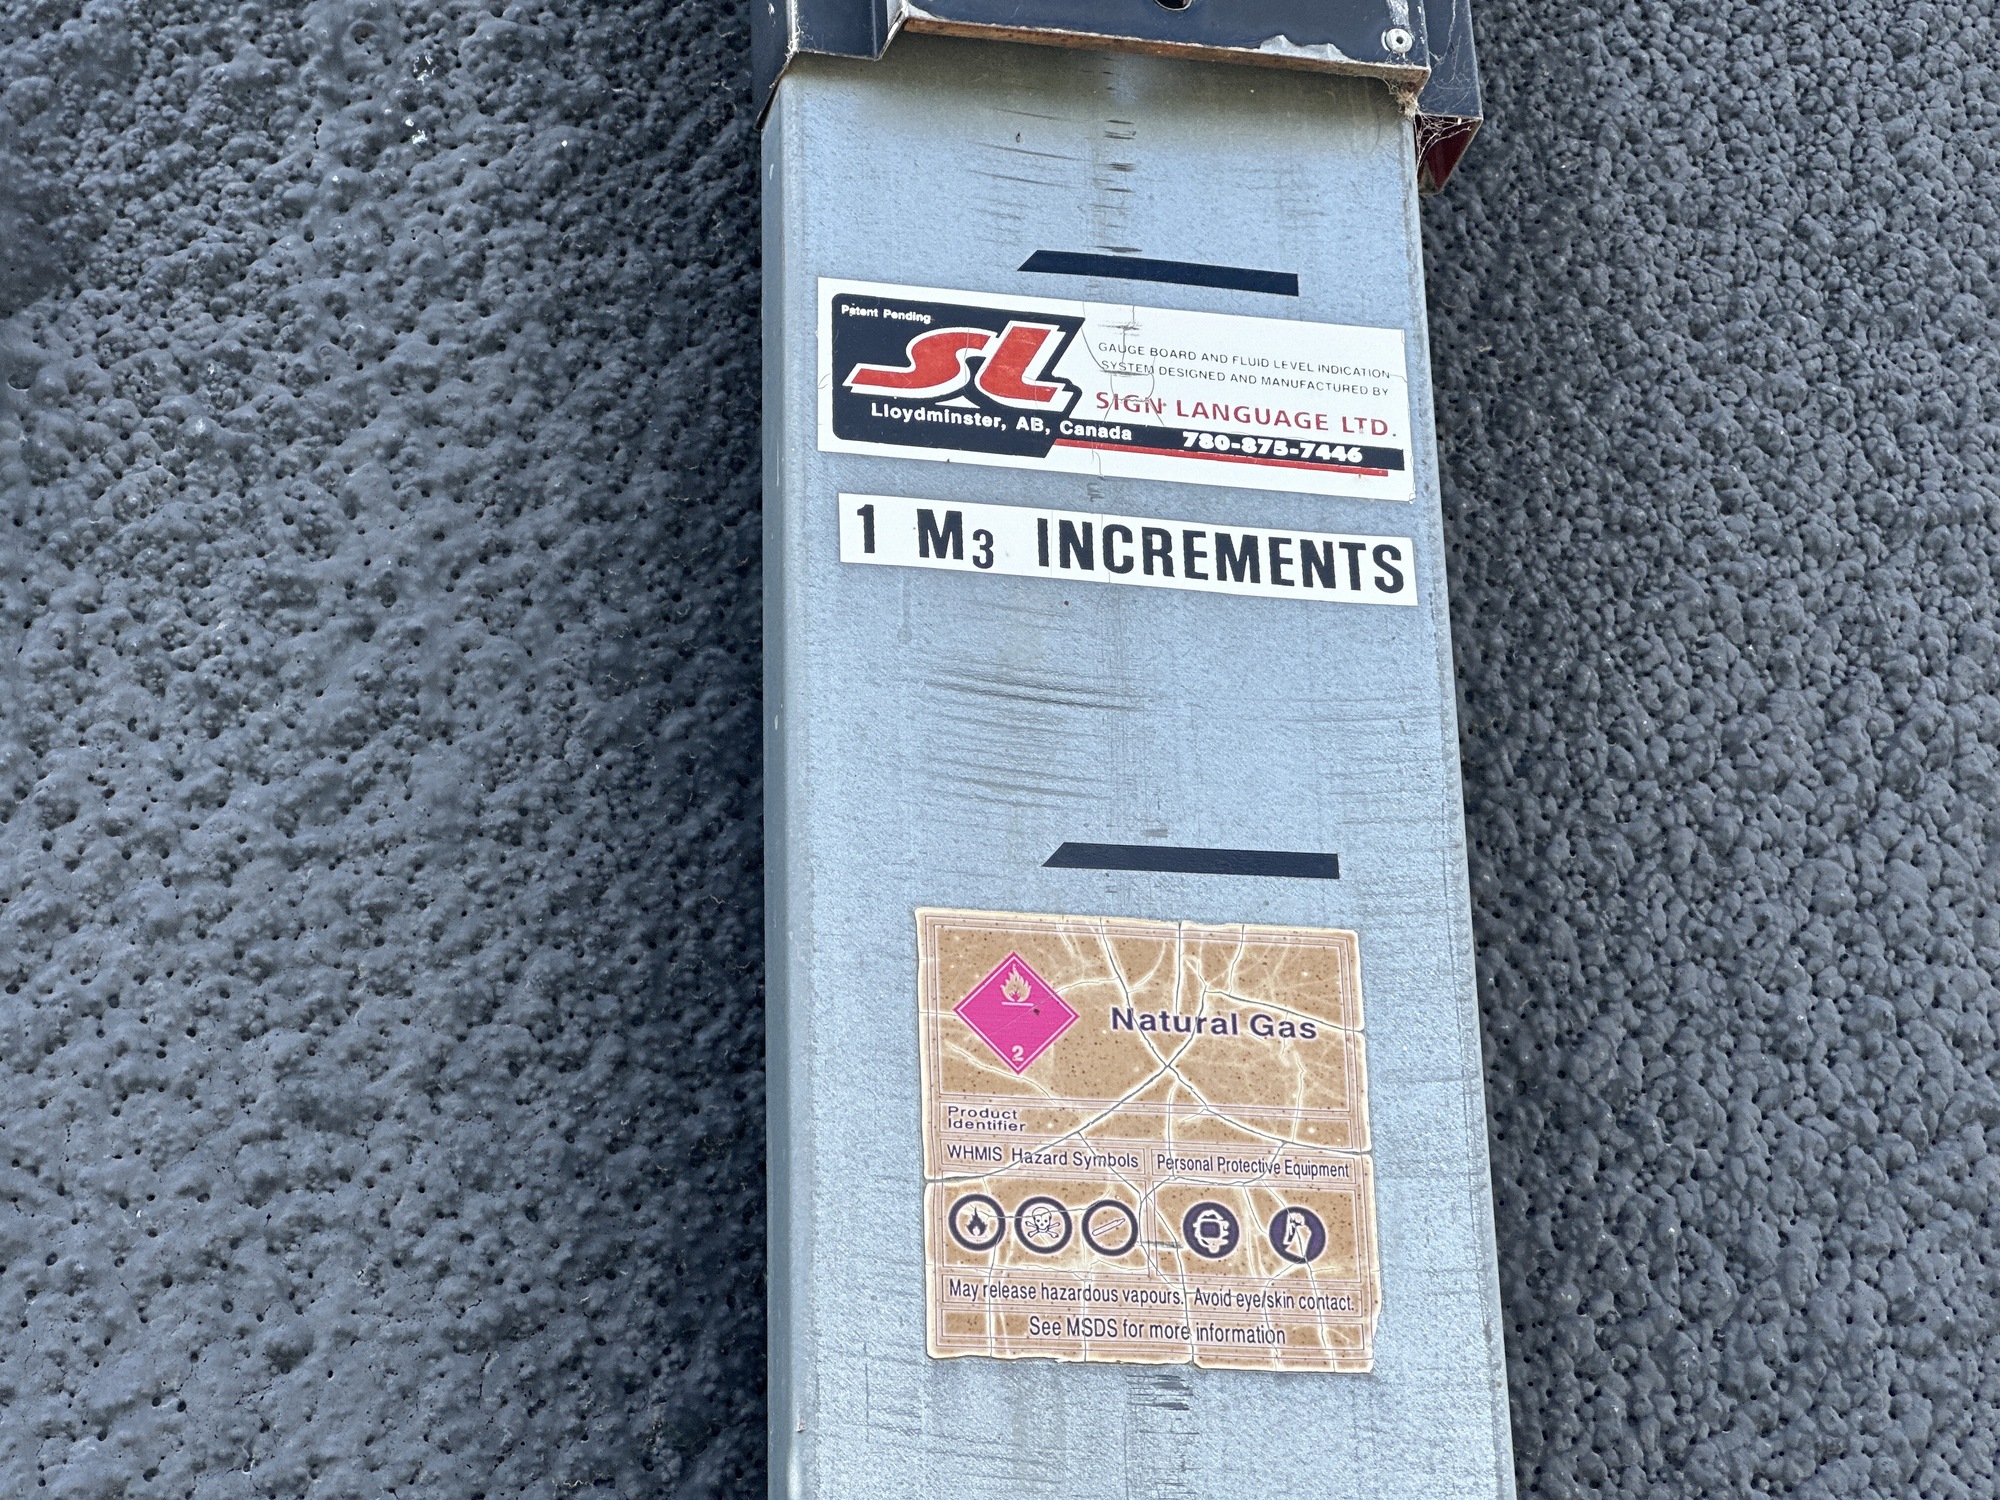 Patent Pending
SL
Lloydminster, AB, Canada
GAUGE BOARD AND FLUID LEVEL INDICATION
SYSTEM DESIGNED AND MANUFACTURED BY
SIGN LANGUAGE LTD.
780-875-7446
1 M3 INCREMENTS
2
Natural Gas
Product
Identifier
WHMIS Hazard Symbols
Personal Protective Equipment
May release hazardous vapours. Avoid eye/skin contact.
See MSDS for more information